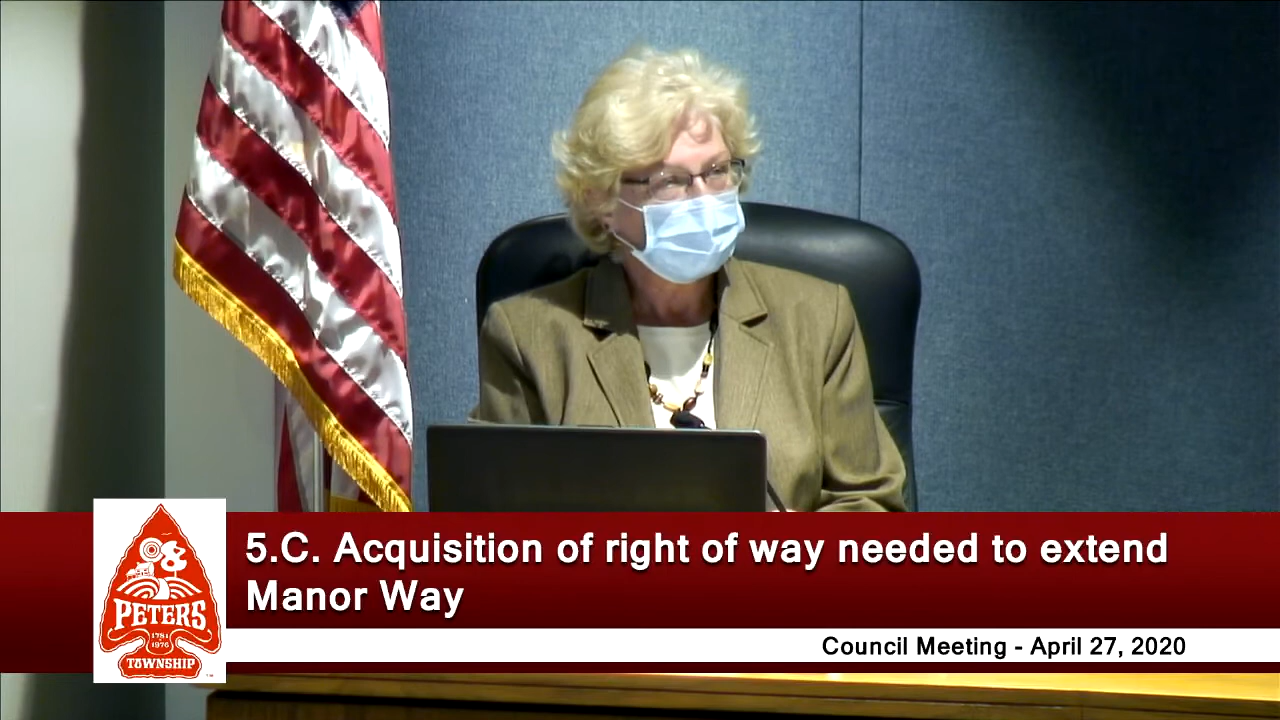 5.C. Acquisition of right of way needed to extend
Manor Way
Council Meeting - April 27, 2020
PETERS
1781
1976
TOWNSHIP